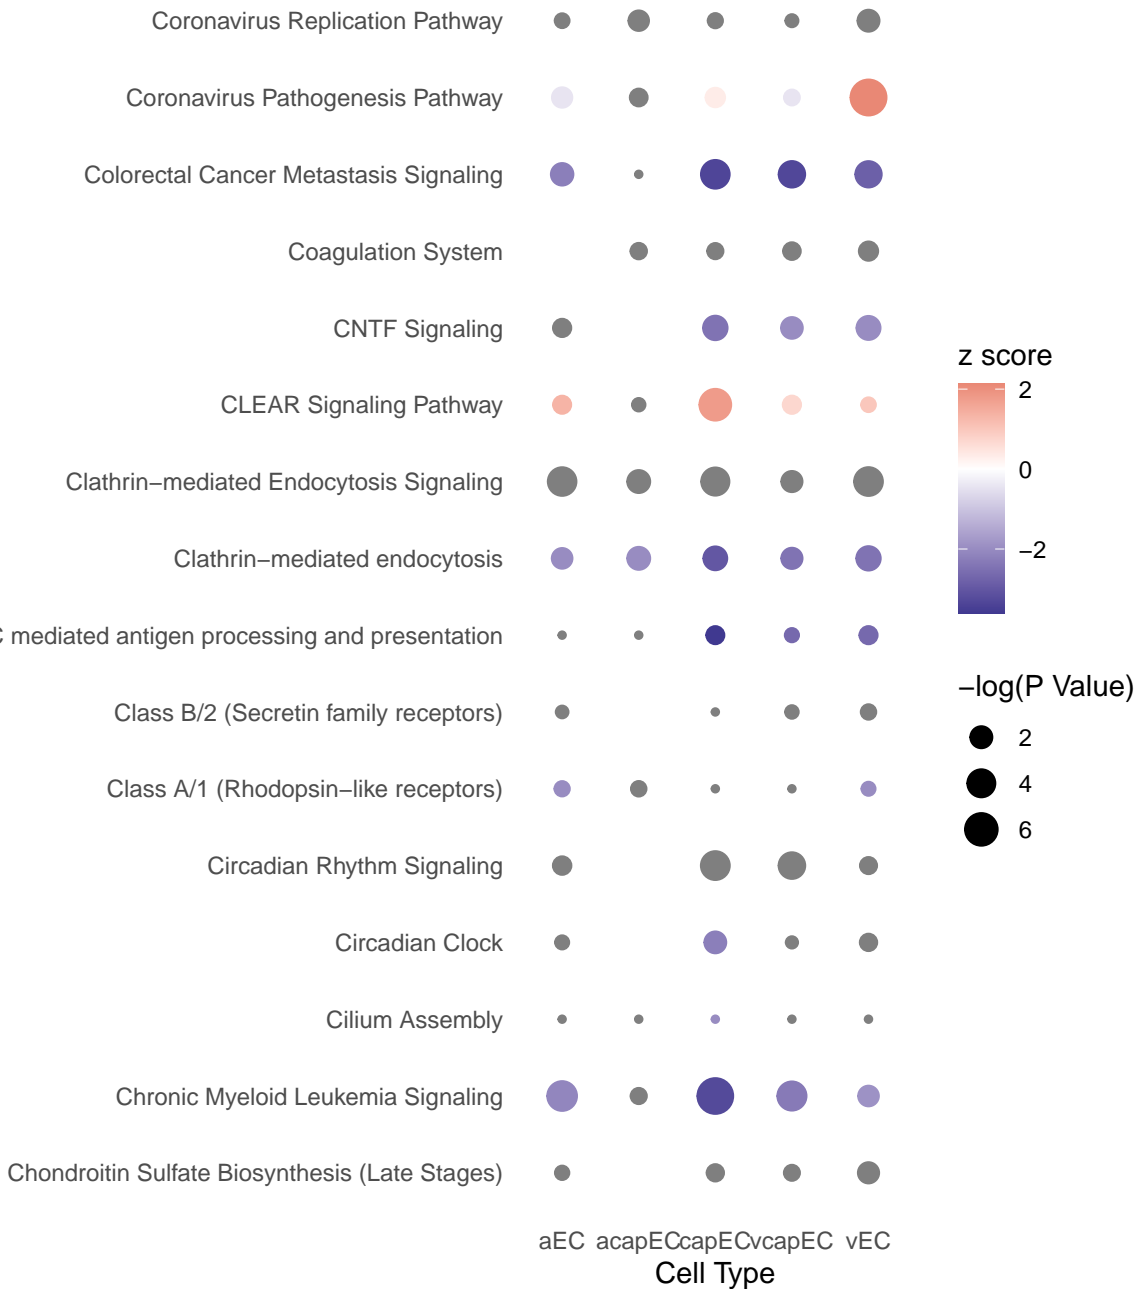 Coronavirus Replication Pathway
Coronavirus Pathogenesis Pathway
Colorectal Cancer Metastasis Signaling
Coagulation System
CNTF Signaling
CLEAR Signaling Pathway
Clathrin−mediated Endocytosis Signaling
Clathrin−mediated endocytosis
mediated antigen processing and presentation
Class B/2 (Secretin family receptors)
Class A/1 (Rhodopsin−like receptors)
Circadian Rhythm Signaling
Circadian Clock
Cilium Assembly
Chronic Myeloid Leukemia Signaling
Chondroitin Sulfate Biosynthesis (Late Stages)
aEC acapEC capEC vcapEC vEC
Cell Type
z score
2
0
−2
−log(P Value)
2
4
6